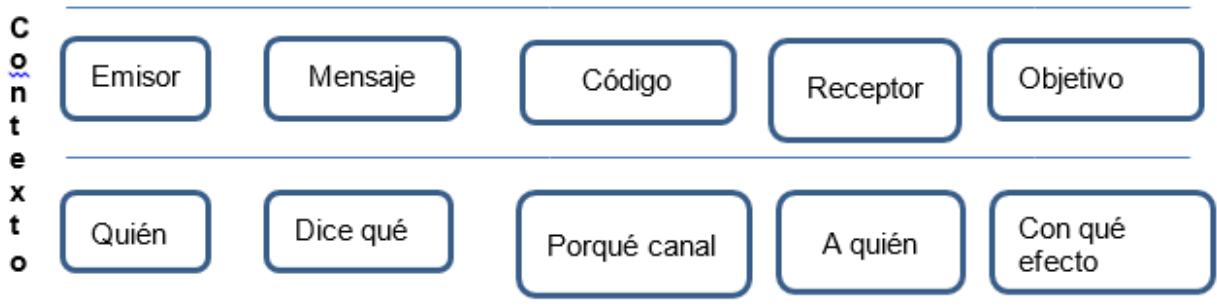 Contexto
Emisor
Mensaje
Código
Receptor
Objetivo
Quién
Dice qué
Porqué canal
A quién
Con qué
efecto